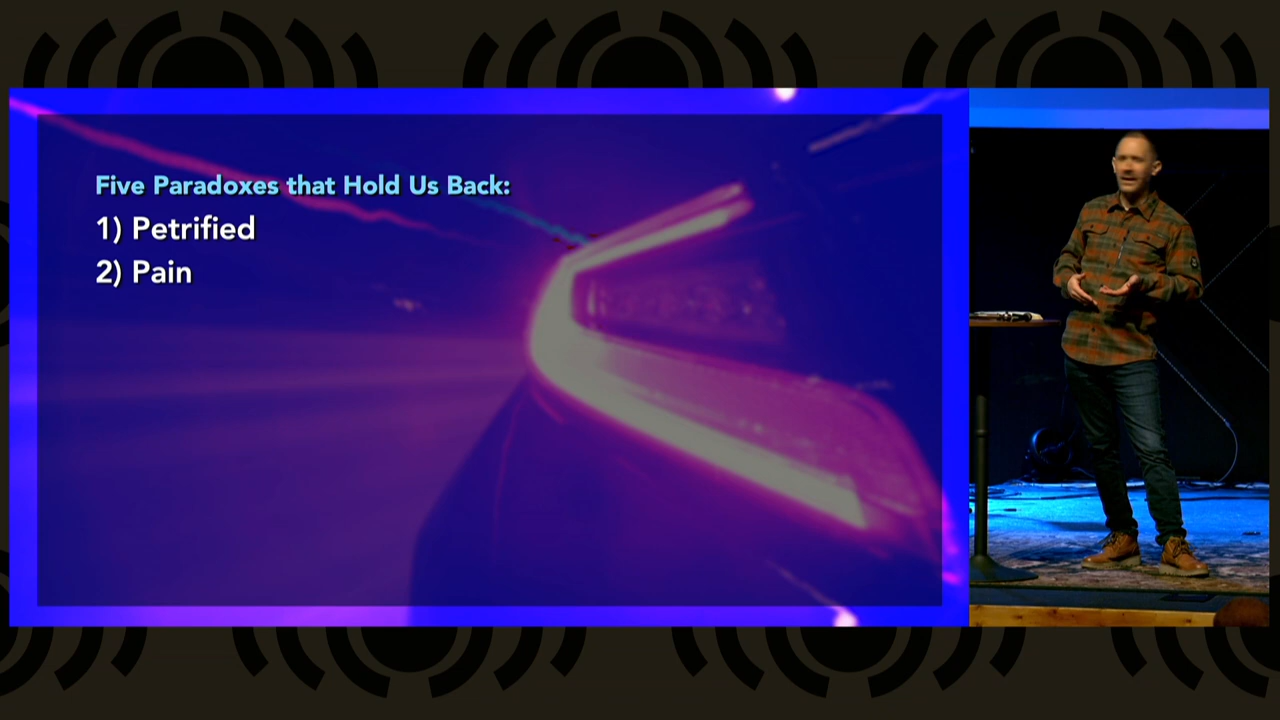 Five Paradoxes that Hold Us Back:
1) Petrified
2) Pain